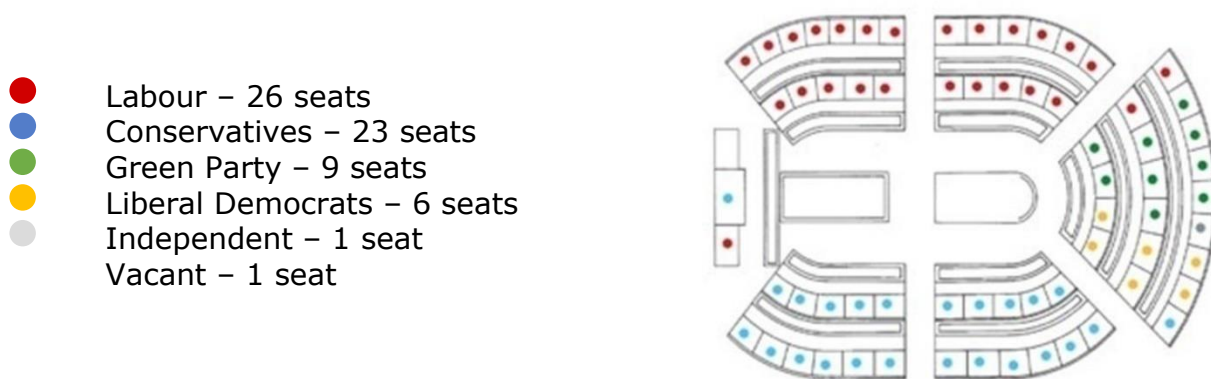 Labour – 26 seats
Conservatives – 23 seats
Green Party – 9 seats
Liberal Democrats – 6 seats
Independent – 1 seat
Vacant – 1 seat